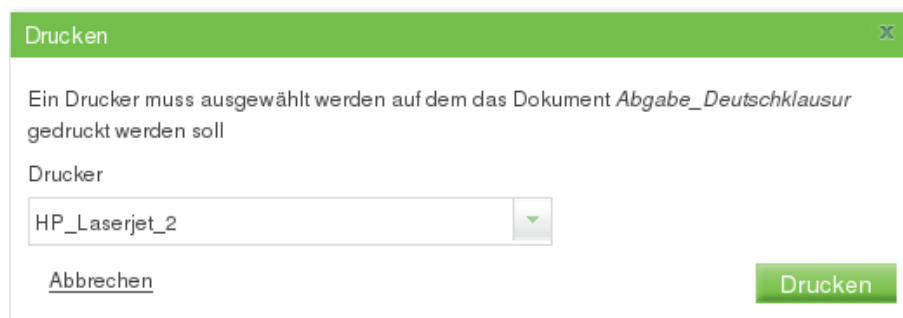 Drucken x
Ein Drucker muss ausgewählt werden auf dem das Dokument Abgabe_Deutschklausur
gedruckt werden soll
Drucker
HP_Laserjet_2
Abbrechen Drucken